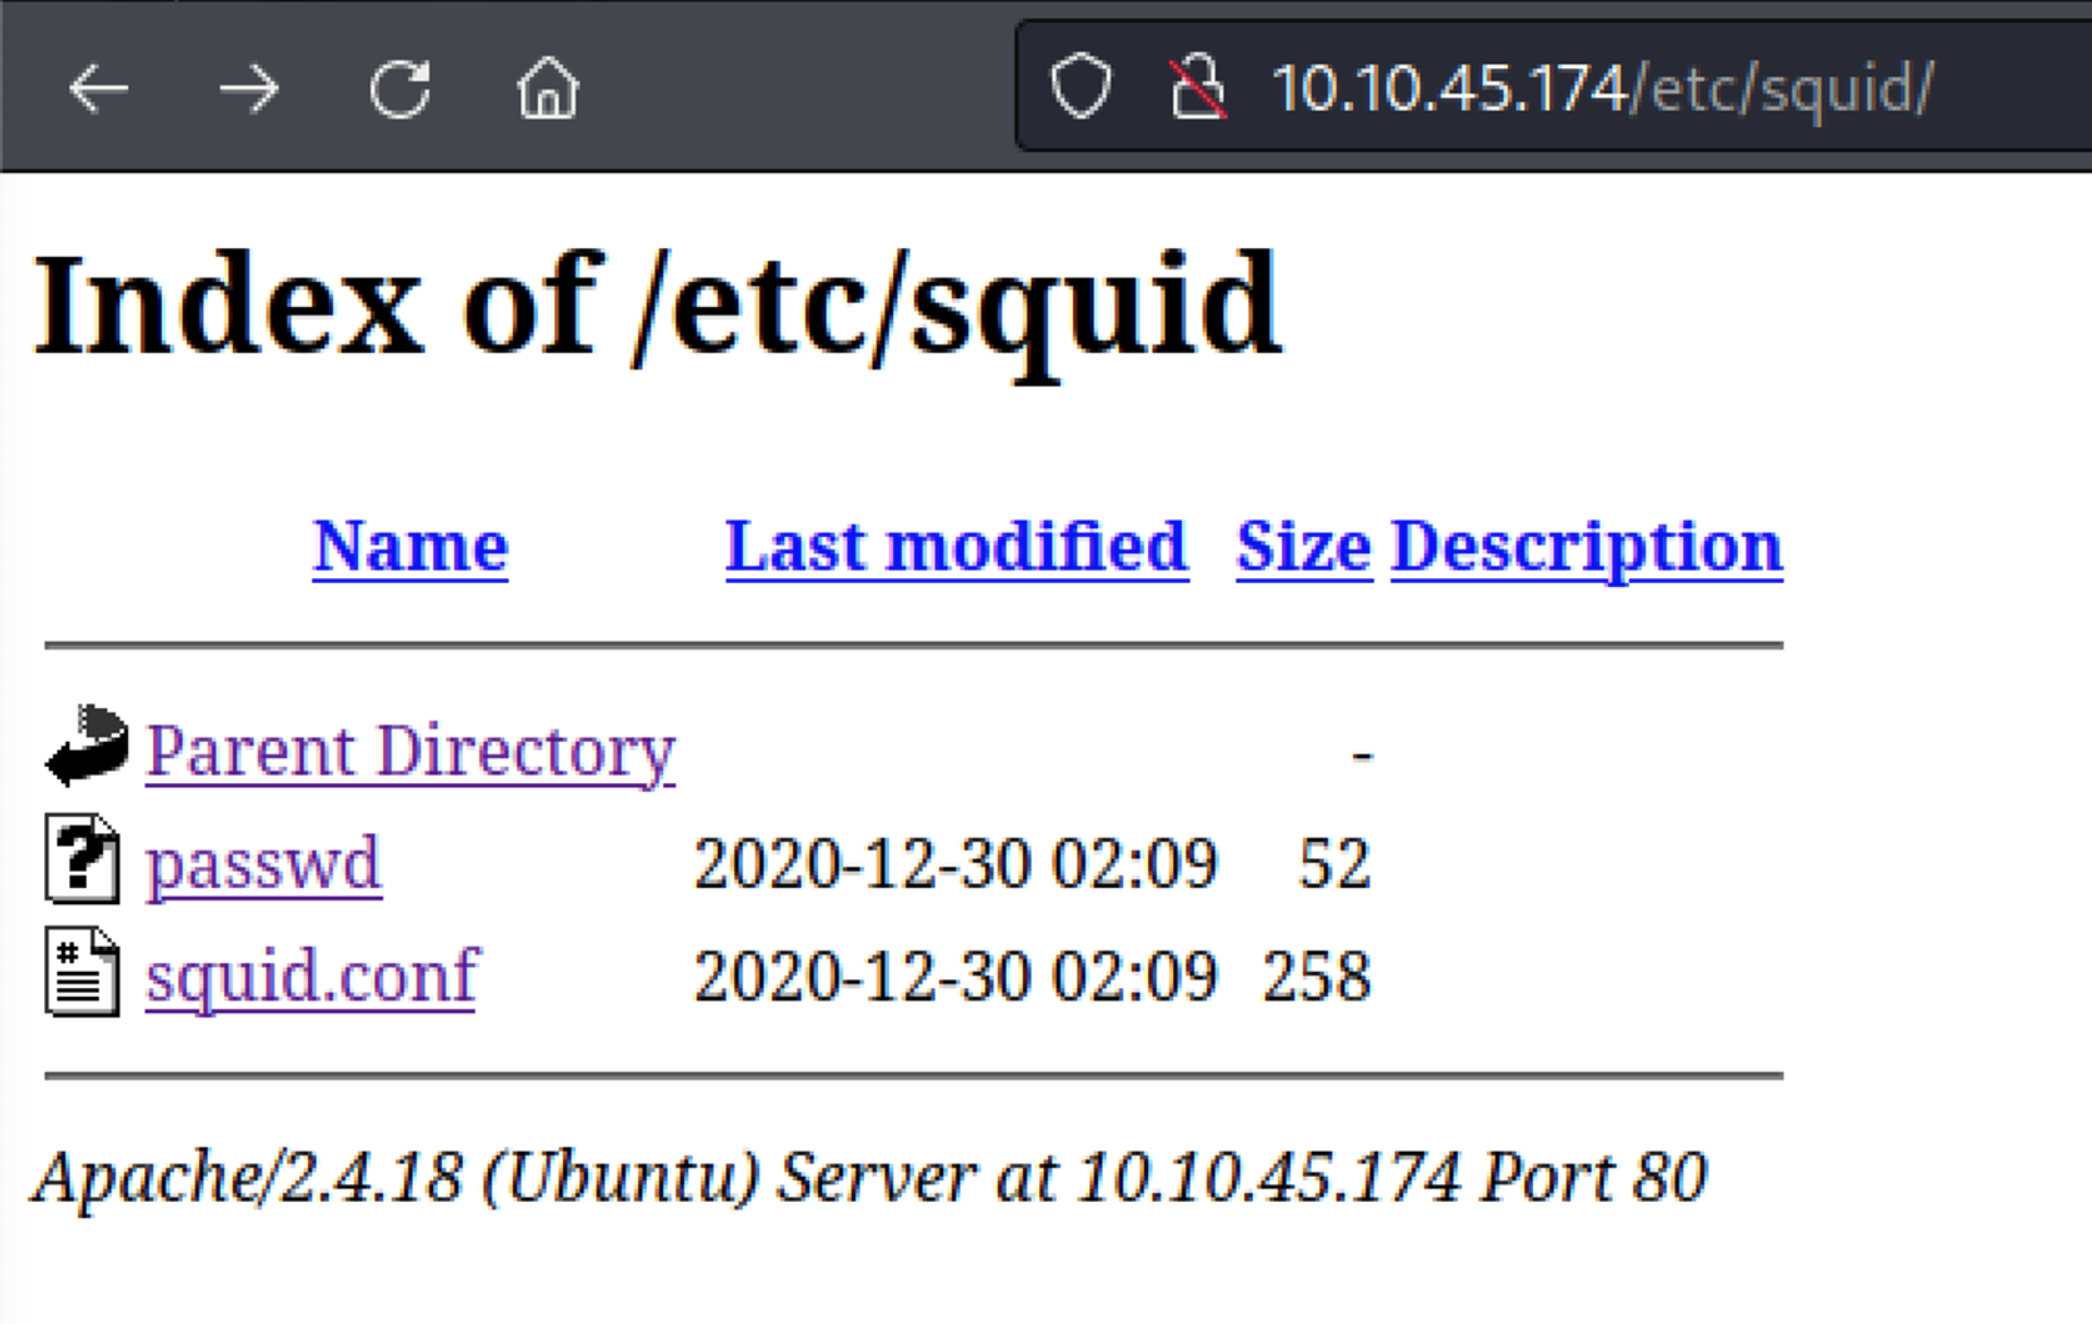 10.10.45.174/etc/squid/
Index of /etc/squid
Name Last modified Size Description
Parent Directory -
passwd 2020-12-30 02:09 52
squid.conf 2020-12-30 02:09 258
Apache/2.4.18 (Ubuntu) Server at 10.10.45.174 Port 80